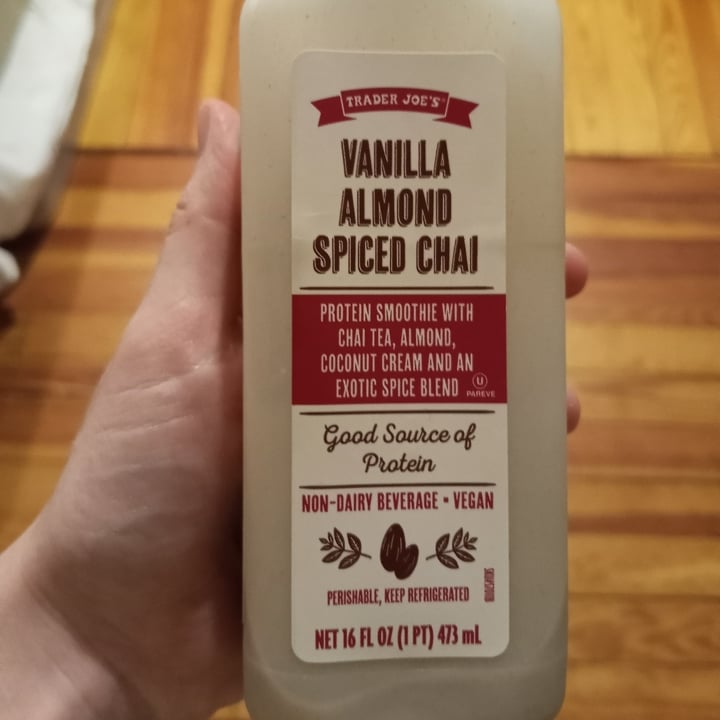 TRADER JOE'S
VANILLA
ALMOND
SPICED CHAI
PROTEIN SMOOTHIE WITH
CHAI TEA, ALMOND,
COCONUT CREAM AND AN
EXOTIC SPICE BLEND
U
PAREVE
Good Source of
Protein
NON-DAIRY BEVERAGE • VEGAN
PERISHABLE, KEEP REFRIGERATED
NET 16 FL OZ (1 PT) 473 mL